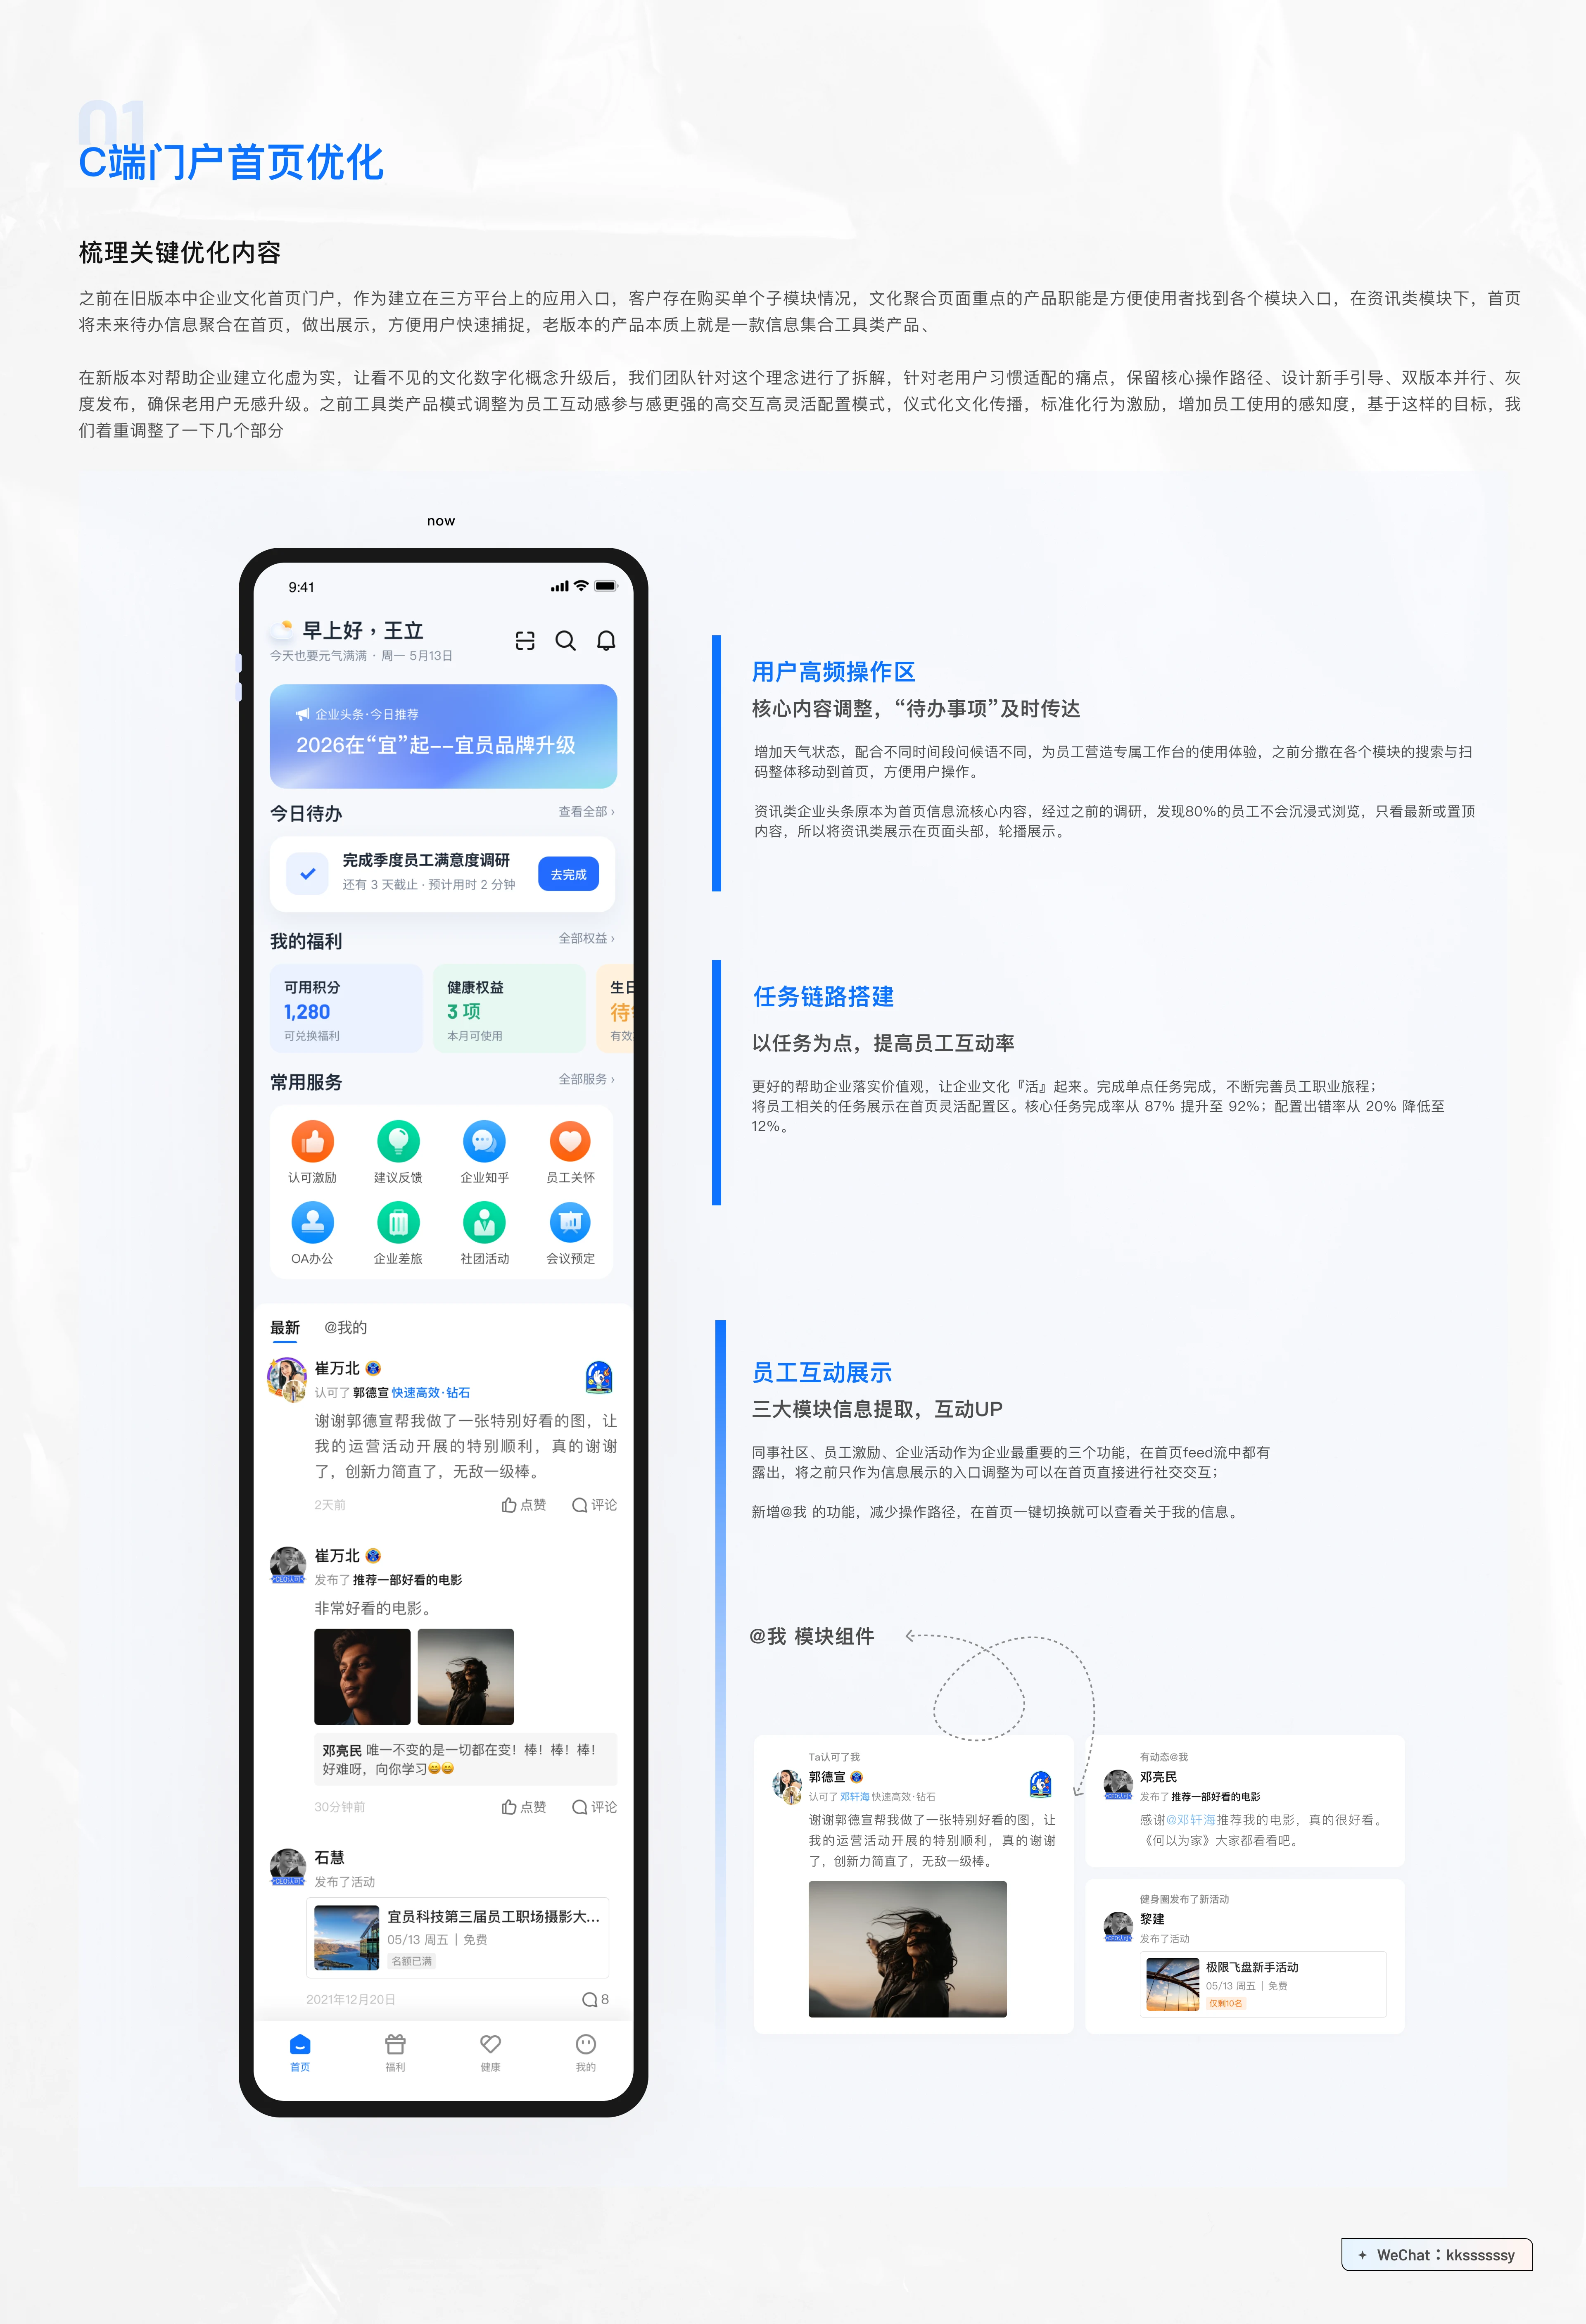 01
C端门户首页优化
梳理关键优化内容
之前在旧版本中企业文化首页门户，作为建立在三方平台上的应用入口，客户存在购买单个子模块情况，文化聚合页面重点的产品职能是方便使用者找到各个模块入口，在资讯类模块下，首页
将未来待办信息聚合在首页，做出展示，方便用户快速捕捉，老版本的产品本质上就是一款信息集合工具类产品、
在新版本对帮助企业建立化虚为实，让看不见的文化数字化概念升级后，我们团队针对这个理念进行了拆解，针对老用户习惯适配的痛点，保留核心操作路径、设计新手引导、双版本并行、灰
度发布，确保老用户无感升级。之前工具类产品模式调整为员工互动感参与感更强的高交互高灵活配置模式，仪式化文化传播，标准化行为激励，增加员工使用的感知度，基于这样的目标，我
们着重调整了一下几个部分
now
9:41
早上好，王立
今天也要元气满满 · 周一 5月13日
企业头条·今日推荐
2026在“宜”起--宜员品牌升级
今日待办
查看全部 ›
完成季度员工满意度调研
还有 3 天截止 · 预计用时 2 分钟
去完成
我的福利
全部权益 ›
可用积分
1,280
可兑换福利
健康权益
3 项
本月可使用
生日
待
有效
常用服务
全部服务 ›
认可激励
建议反馈
企业知乎
员工关怀
OA办公
企业差旅
社团活动
会议预定
最新
@我的
崔万北
认可了 郭德宣 快速高效·钻石
谢谢郭德宣帮我做了一张特别好看的图，让
我的运营活动开展的特别顺利，真的谢谢
了，创新力简直了，无敌一级棒。
2天前
点赞
评论
崔万北
CEO认可
发布了 推荐一部好看的电影
非常好看的电影。
邓亮民 唯一不变的是一切都在变！棒！棒！棒！
好难呀，向你学习😄😄
30分钟前
点赞
评论
石慧
CEO认可
发布了活动
宜员科技第三届员工职场摄影大...
05/13 周五 | 免费
名额已满
2021年12月20日
8
首页
福利
健康
我的
用户高频操作区
核心内容调整，“待办事项”及时传达
增加天气状态，配合不同时间段问候语不同，为员工营造专属工作台的使用体验，之前分撒在各个模块的搜索与扫
码整体移动到首页，方便用户操作。
资讯类企业头条原本为首页信息流核心内容，经过之前的调研，发现80%的员工不会沉浸式浏览，只看最新或置顶
内容，所以将资讯类展示在页面头部，轮播展示。
任务链路搭建
以任务为点，提高员工互动率
更好的帮助企业落实价值观，让企业文化『活』起来。完成单点任务完成，不断完善员工职业旅程；
将员工相关的任务展示在首页灵活配置区。核心任务完成率从 87% 提升至 92%；配置出错率从 20% 降低至
12%。
员工互动展示
三大模块信息提取，互动UP
同事社区、员工激励、企业活动作为企业最重要的三个功能，在首页feed流中都有
露出，将之前只作为信息展示的入口调整为可以在首页直接进行社交交互；
新增@我 的功能，减少操作路径，在首页一键切换就可以查看关于我的信息。
@我 模块组件
Ta认可了我
郭德宣
认可了 邓轩海 快速高效·钻石
谢谢郭德宣帮我做了一张特别好看的图，让
我的运营活动开展的特别顺利，真的谢谢
了，创新力简直了，无敌一级棒。
有动态@我
邓亮民
CEO认可
发布了 推荐一部好看的电影
感谢@邓轩海推荐我的电影，真的很好看。
《何以为家》大家都看看吧。
健身圈发布了新活动
黎建
CEO认可
发布了活动
极限飞盘新手活动
05/13 周五 | 免费
仅剩10名
WeChat：kkssssssy